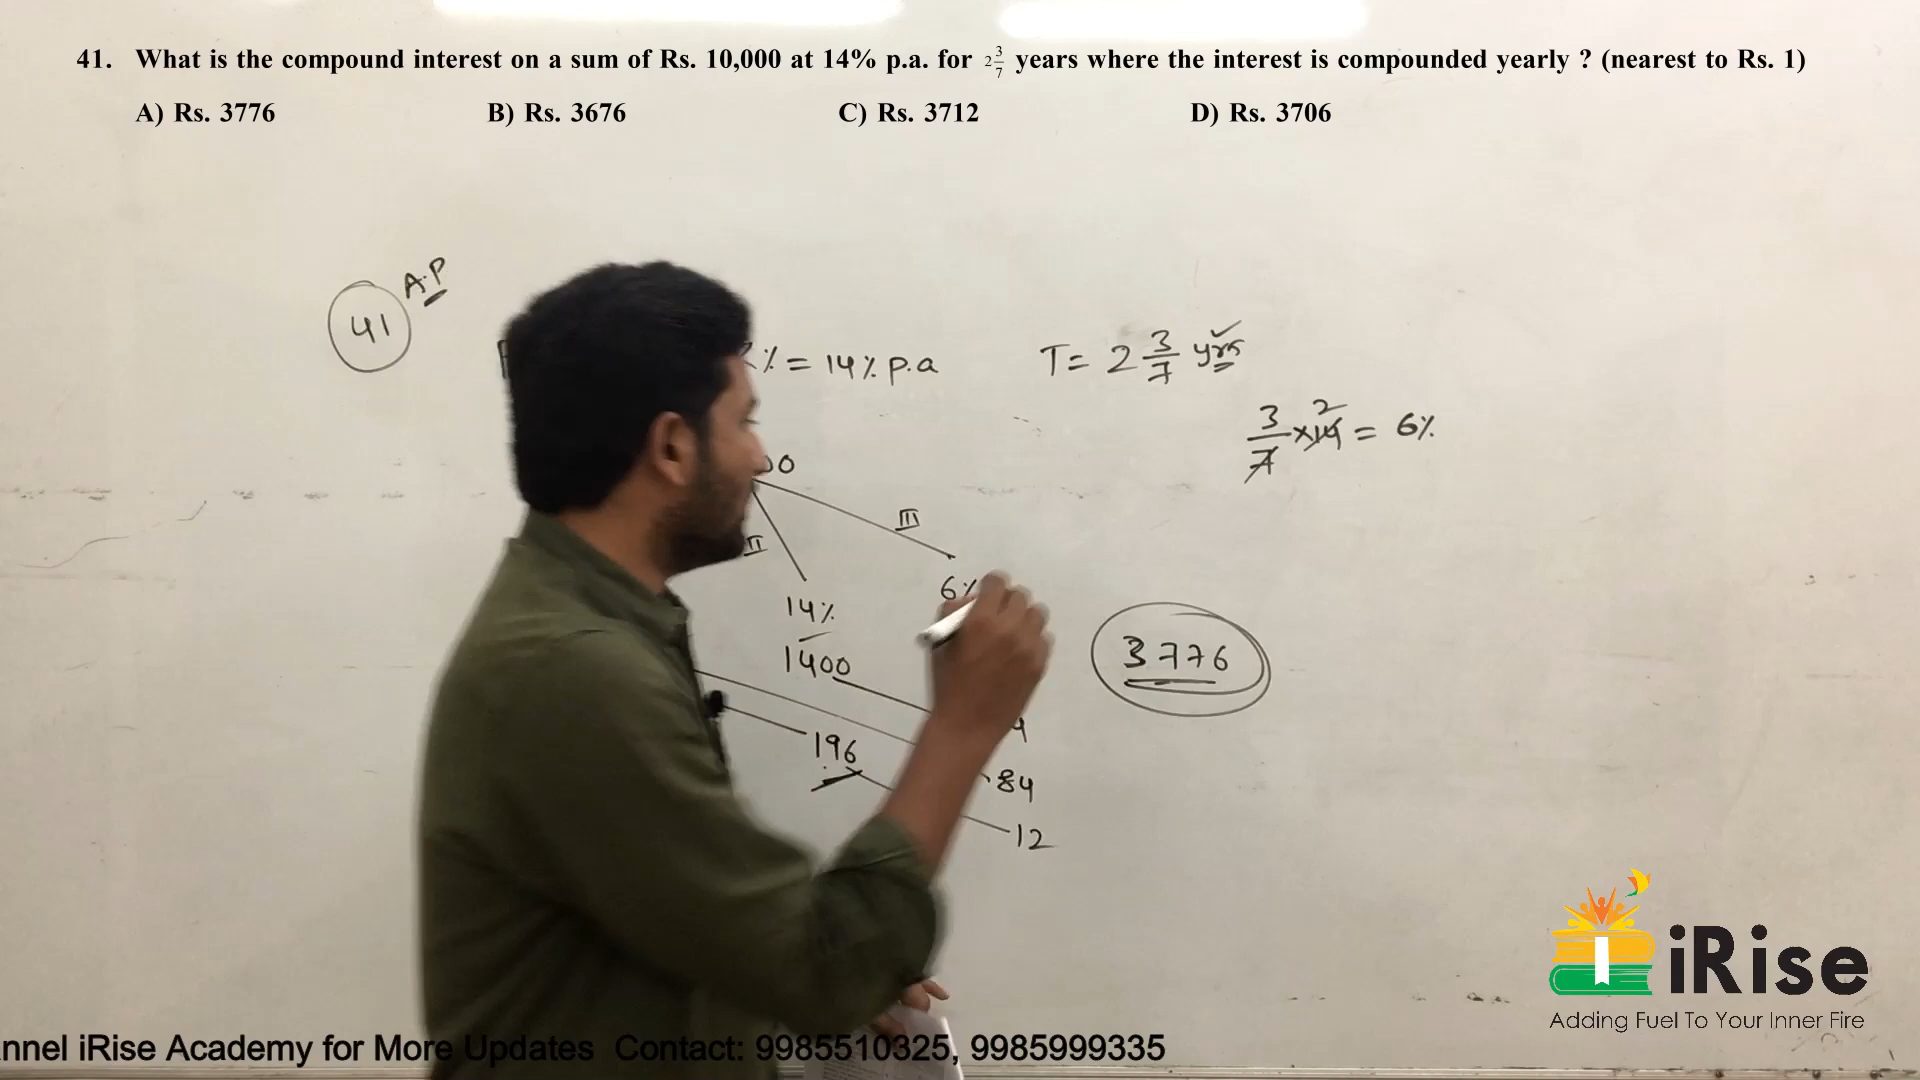 41. What is the compound interest on a sum of Rs. 10,000 at 14% p.a. for 2 3/7 years where the interest is compounded yearly ? (nearest to Rs. 1)
A) Rs. 3776 B) Rs. 3676 C) Rs. 3712 D) Rs. 3706
41 A.P
% = 14% p.a T = 2 3/7 yrs
3/7 × 14 2 = 6%
III
II
6%
14%
1400
3776
196
84
12
iRise
Adding Fuel To Your Inner Fire
iRise Academy for More Updates Contact: 9985510325, 9985999335